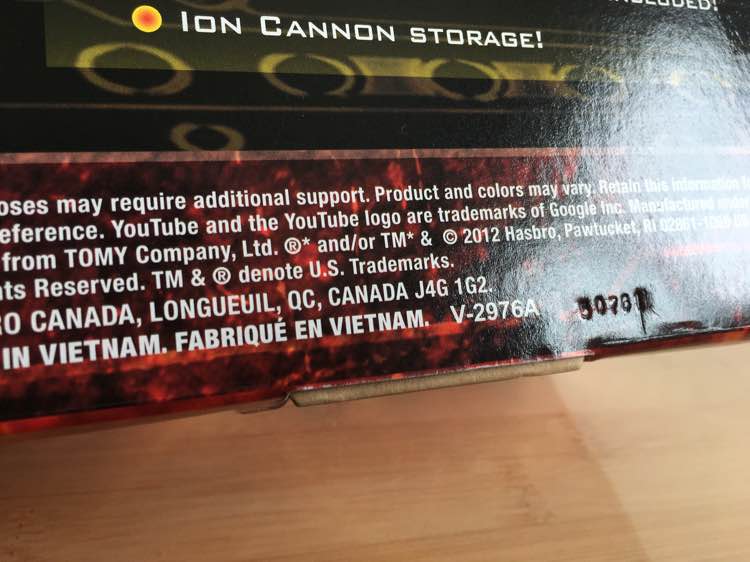 INCLUDED!
ION CANNON STORAGE!
oses may require additional support. Product and colors may vary. Retain this information
eference. YouTube and the YouTube logo are trademarks of Google Inc. Manufactured under
from TOMY Company, Ltd. ®* and/or TM* & © 2012 Hasbro, Pawtucket, RI 02861-1059
nts Reserved. TM & ® denote U.S. Trademarks.
RO CANADA, LONGUEUIL, QC, CANADA J4G 1G2.
IN VIETNAM. FABRIQUÉ EN VIETNAM. V-2976A